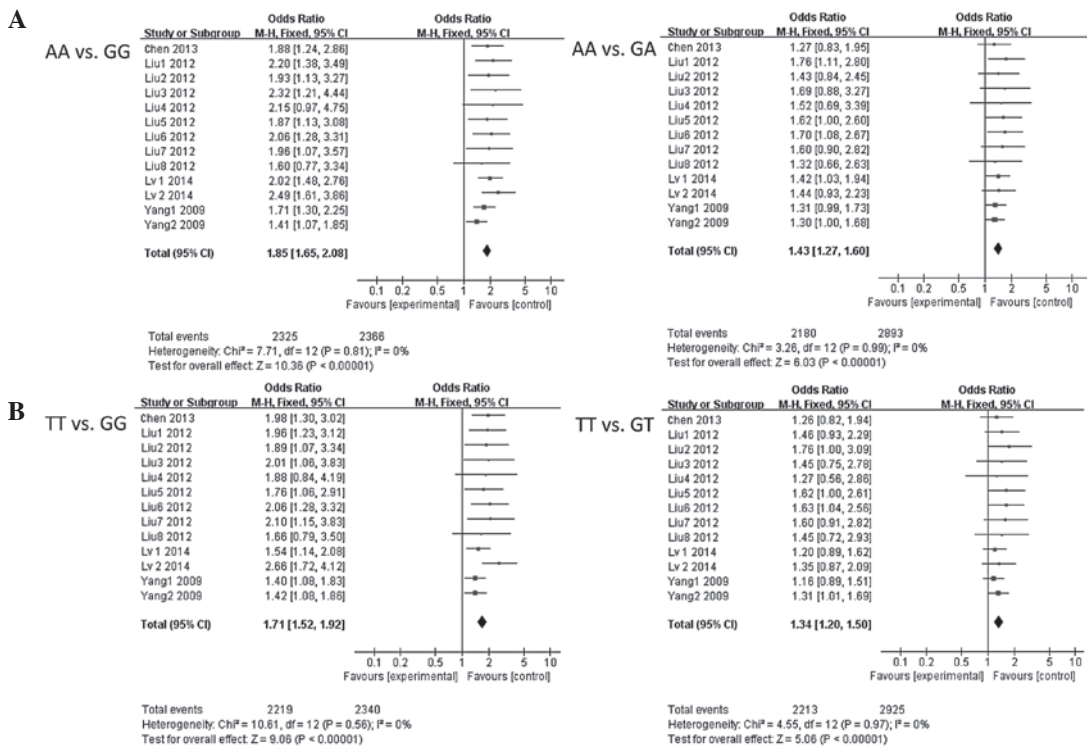 A
AA vs. GG
Odds Ratio Odds Ratio
Study or Subgroup M-H, Fixed, 95% CI M-H, Fixed, 95% CI
Chen 2013 1.88 [1.24, 2.86]
Liu1 2012 2.20 [1.38, 3.49]
Liu2 2012 1.93 [1.13, 3.27]
Liu3 2012 2.32 [1.21, 4.44]
Liu4 2012 2.15 [0.97, 4.75]
Liu5 2012 1.87 [1.13, 3.08]
Liu6 2012 2.06 [1.28, 3.31]
Liu7 2012 1.96 [1.07, 3.57]
Liu8 2012 1.60 [0.77, 3.34]
Lv 1 2014 2.02 [1.48, 2.76]
Lv 2 2014 2.49 [1.61, 3.86]
Yang1 2009 1.71 [1.30, 2.25]
Yang2 2009 1.41 [1.07, 1.85]
Total (95% CI) 1.85 [1.65, 2.08]
0.1 0.2 0.5 1 2 5 10
Favours [experimental] Favours [control]
Total events 2325 2366
Heterogeneity: Chi² = 7.71, df = 12 (P = 0.81); I² = 0%
Test for overall effect: Z = 10.36 (P < 0.00001)
AA vs. GA
Odds Ratio Odds Ratio
Study or Subgroup M-H, Fixed, 95% CI M-H, Fixed, 95% CI
Chen 2013 1.27 [0.83, 1.95]
Liu1 2012 1.76 [1.11, 2.80]
Liu2 2012 1.43 [0.84, 2.45]
Liu3 2012 1.69 [0.88, 3.27]
Liu4 2012 1.52 [0.69, 3.39]
Liu5 2012 1.62 [1.00, 2.60]
Liu6 2012 1.70 [1.08, 2.67]
Liu7 2012 1.60 [0.90, 2.82]
Liu8 2012 1.32 [0.66, 2.63]
Lv 1 2014 1.42 [1.03, 1.94]
Lv 2 2014 1.44 [0.93, 2.23]
Yang1 2009 1.31 [0.99, 1.73]
Yang2 2009 1.30 [1.00, 1.68]
Total (95% CI) 1.43 [1.27, 1.60]
0.1 0.2 0.5 1 2 5 10
Favours [experimental] Favours [control]
Total events 2180 2893
Heterogeneity: Chi² = 3.26, df = 12 (P = 0.99); I² = 0%
Test for overall effect: Z = 6.03 (P < 0.00001)
B
TT vs. GG
Odds Ratio Odds Ratio
Study or Subgroup M-H, Fixed, 95% CI M-H, Fixed, 95% CI
Chen 2013 1.98 [1.30, 3.02]
Liu1 2012 1.96 [1.23, 3.12]
Liu2 2012 1.89 [1.07, 3.34]
Liu3 2012 2.01 [1.06, 3.83]
Liu4 2012 1.88 [0.84, 4.19]
Liu5 2012 1.76 [1.06, 2.91]
Liu6 2012 2.06 [1.28, 3.32]
Liu7 2012 2.10 [1.15, 3.83]
Liu8 2012 1.66 [0.79, 3.50]
Lv 1 2014 1.54 [1.14, 2.08]
Lv 2 2014 2.66 [1.72, 4.12]
Yang1 2009 1.40 [1.08, 1.83]
Yang2 2009 1.42 [1.08, 1.86]
Total (95% CI) 1.71 [1.52, 1.92]
0.1 0.2 0.5 1 2 5 10
Favours [experimental] Favours [control]
Total events 2219 2340
Heterogeneity: Chi² = 10.61, df = 12 (P = 0.56); I² = 0%
Test for overall effect: Z = 9.06 (P < 0.00001)
TT vs. GT
Odds Ratio Odds Ratio
Study or Subgroup M-H, Fixed, 95% CI M-H, Fixed, 95% CI
Chen 2013 1.26 [0.82, 1.94]
Liu1 2012 1.46 [0.93, 2.29]
Liu2 2012 1.76 [1.00, 3.09]
Liu3 2012 1.45 [0.75, 2.78]
Liu4 2012 1.27 [0.56, 2.86]
Liu5 2012 1.62 [1.00, 2.61]
Liu6 2012 1.63 [1.04, 2.56]
Liu7 2012 1.60 [0.91, 2.82]
Liu8 2012 1.45 [0.72, 2.93]
Lv 1 2014 1.20 [0.89, 1.62]
Lv 2 2014 1.35 [0.87, 2.09]
Yang1 2009 1.16 [0.89, 1.51]
Yang2 2009 1.31 [1.01, 1.69]
Total (95% CI) 1.34 [1.20, 1.50]
0.1 0.2 0.5 1 2 5 10
Favours [experimental] Favours [control]
Total events 2213 2925
Heterogeneity: Chi² = 4.55, df = 12 (P = 0.97); I² = 0%
Test for overall effect: Z = 5.06 (P < 0.00001)